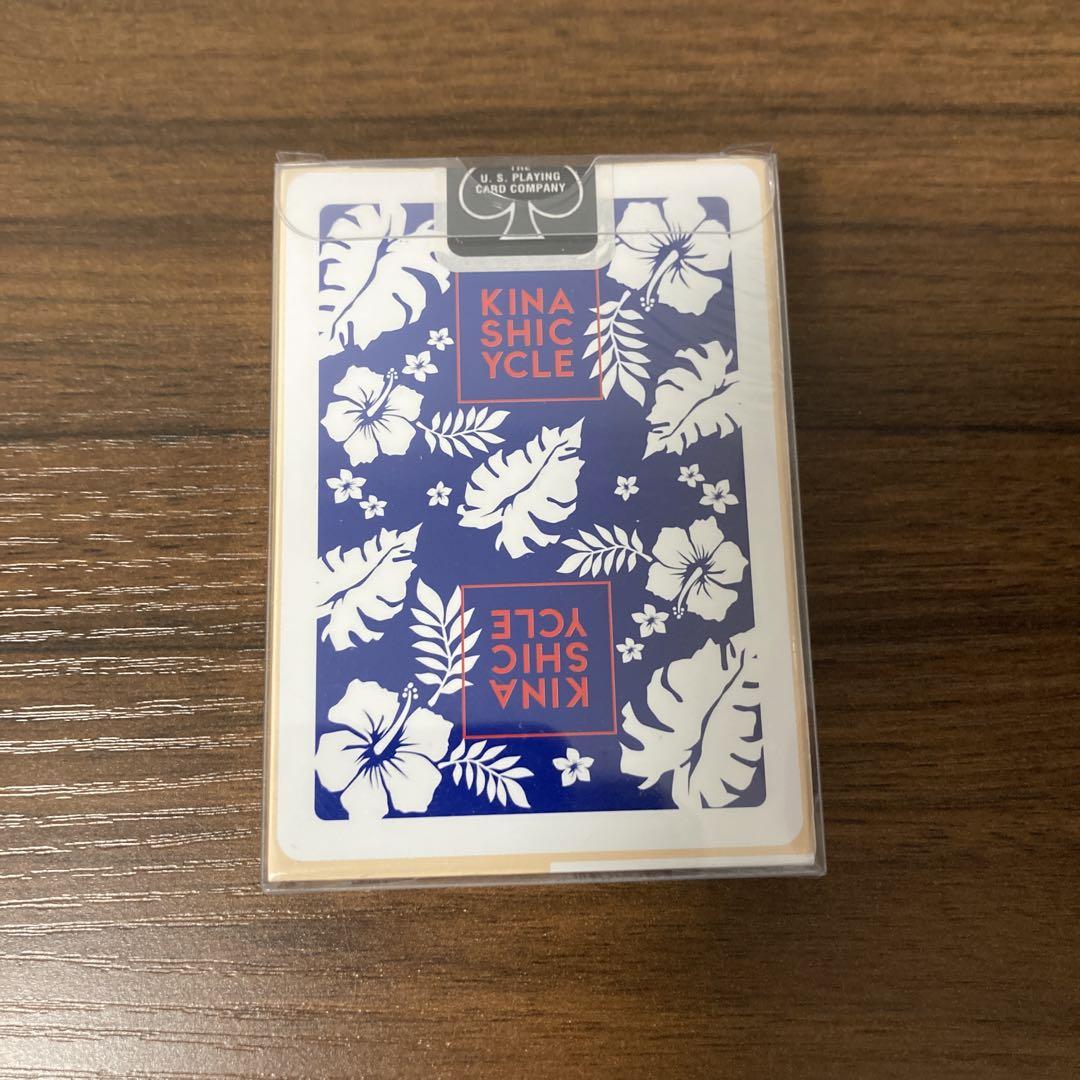 THE
U. S. PLAYING
CARD COMPANY
KINA
SHIC
YCLE
KINA
SHIC
YCLE